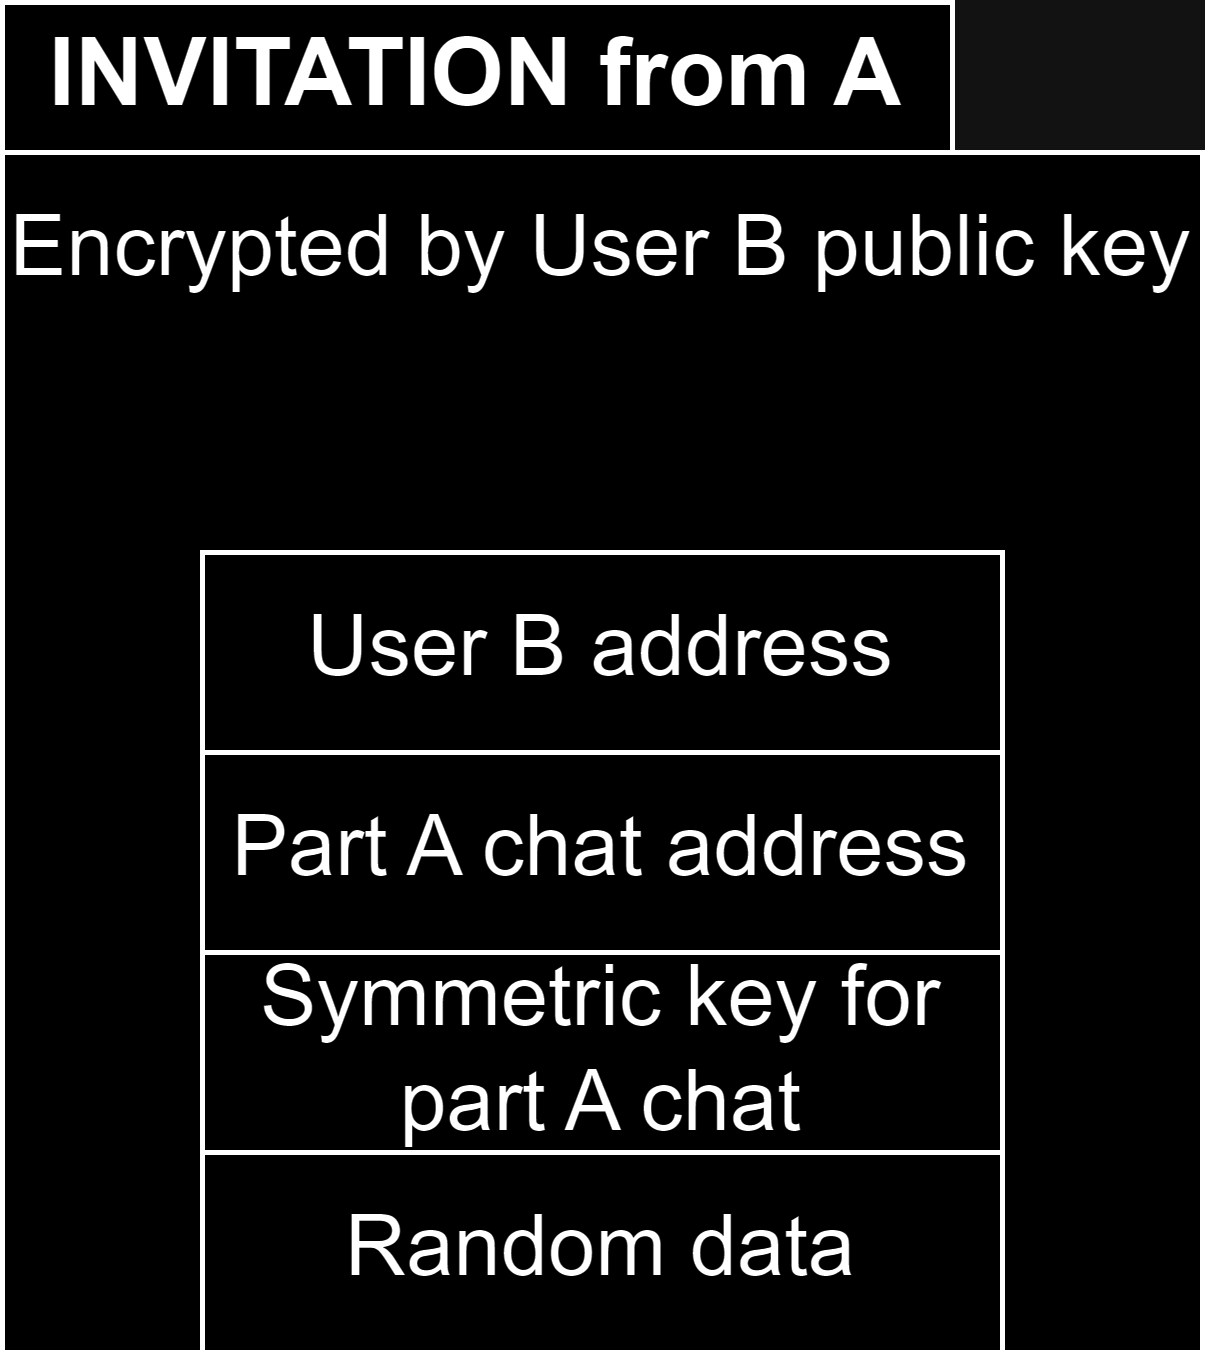 INVITATION from A
Encrypted by User B public key
User B address
Part A chat address
Symmetric key for
part A chat
Random data